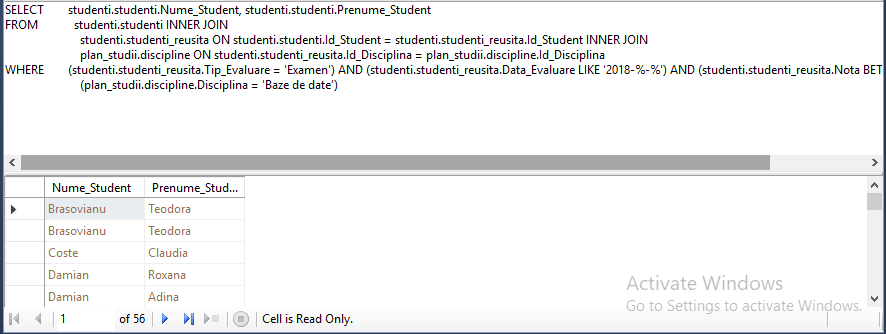 SELECT studenti.studenti.Nume_Student, studenti.studenti.Prenume_Student
FROM studenti.studenti INNER JOIN
studenti.studenti_reusita ON studenti.studenti.Id_Student = studenti.studenti_reusita.Id_Student INNER JOIN
plan_studii.discipline ON studenti.studenti_reusita.Id_Disciplina = plan_studii.discipline.Id_Disciplina
WHERE (studenti.studenti_reusita.Tip_Evaluare = 'Examen') AND (studenti.studenti_reusita.Data_Evaluare LIKE '2018-%-%') AND (studenti.studenti_reusita.Nota BET
(plan_studii.discipline.Disciplina = 'Baze de date')
Nume_Student Prenume_Stud...
Brasovianu Teodora
Brasovianu Teodora
Coste Claudia
Damian Roxana
Damian Adina
Activate Windows
Go to Settings to activate Windows.
1 of 56 Cell is Read Only.